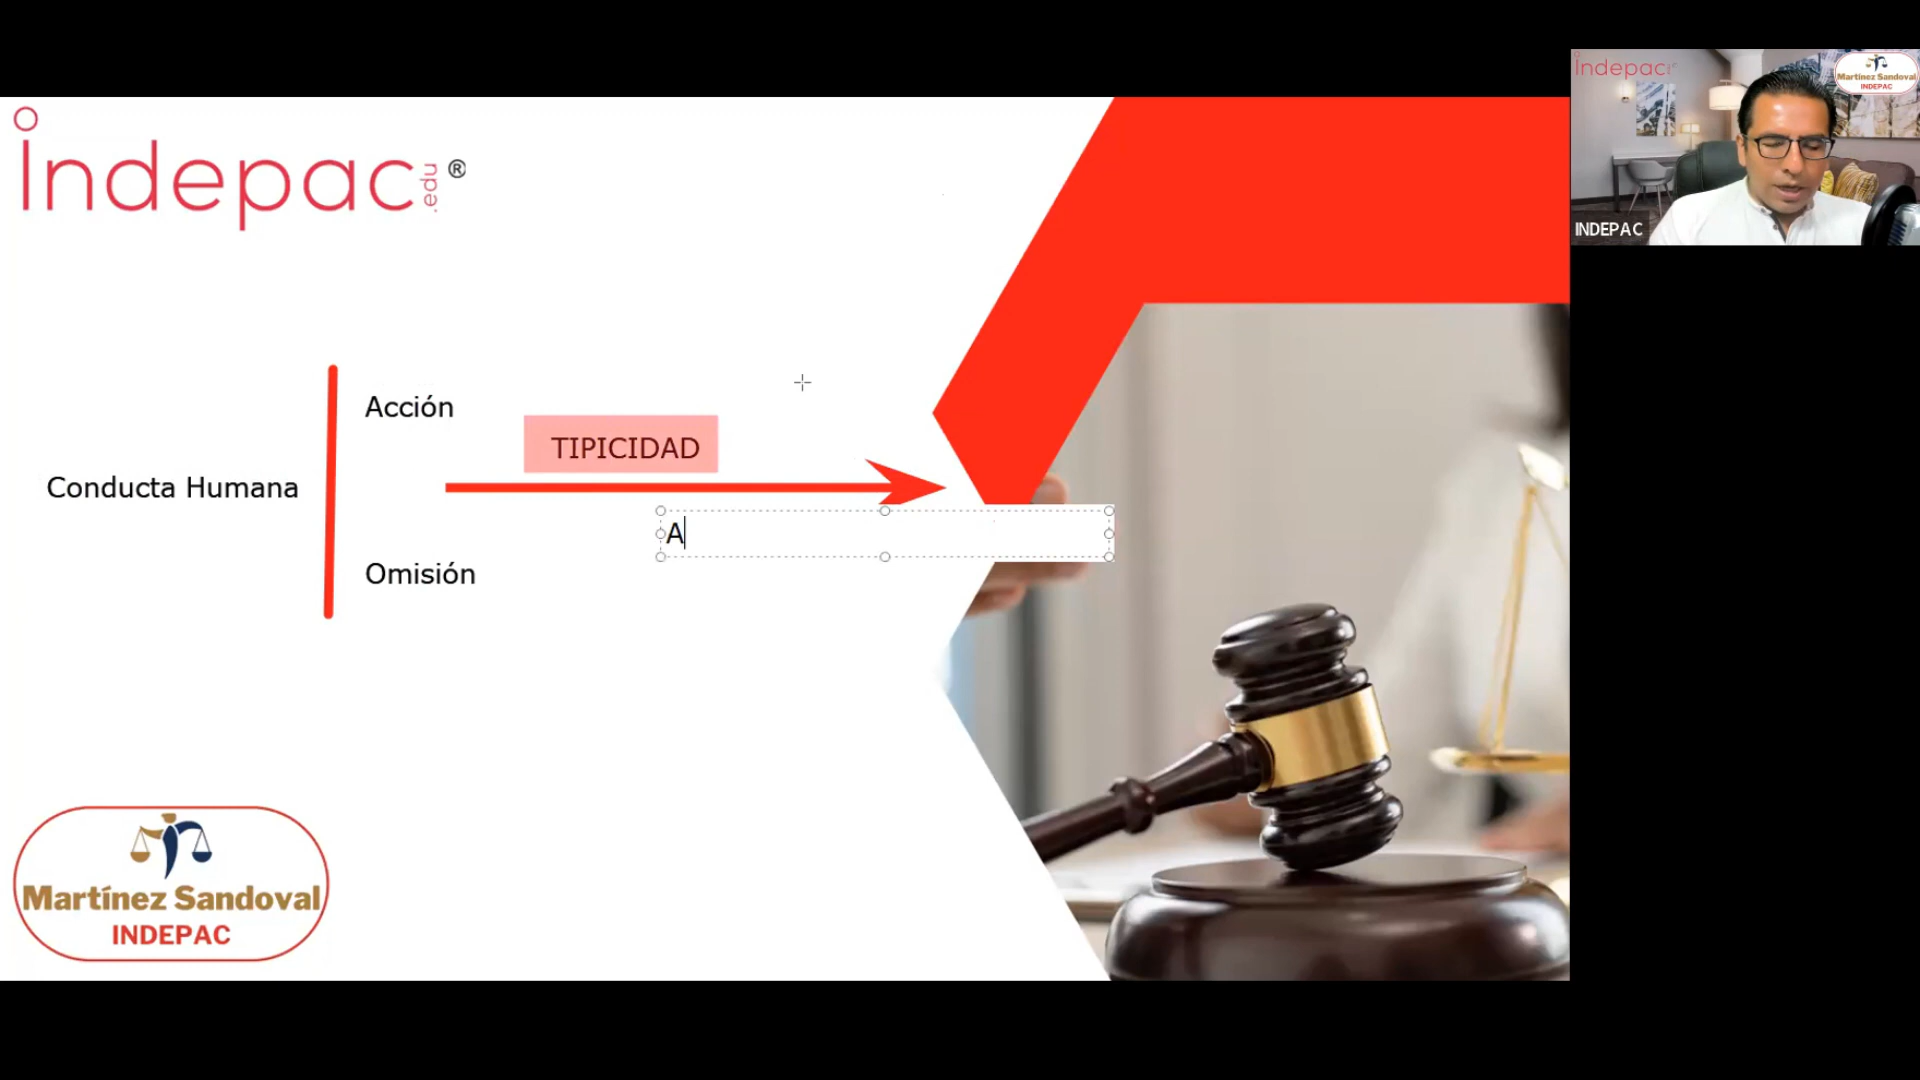 indepac.edu ®
Acción
TIPICIDAD
Conducta Humana
A
Omisión
Martínez Sandoval
INDEPAC
indepac
Martínez Sandoval
INDEPAC
INDEPAC